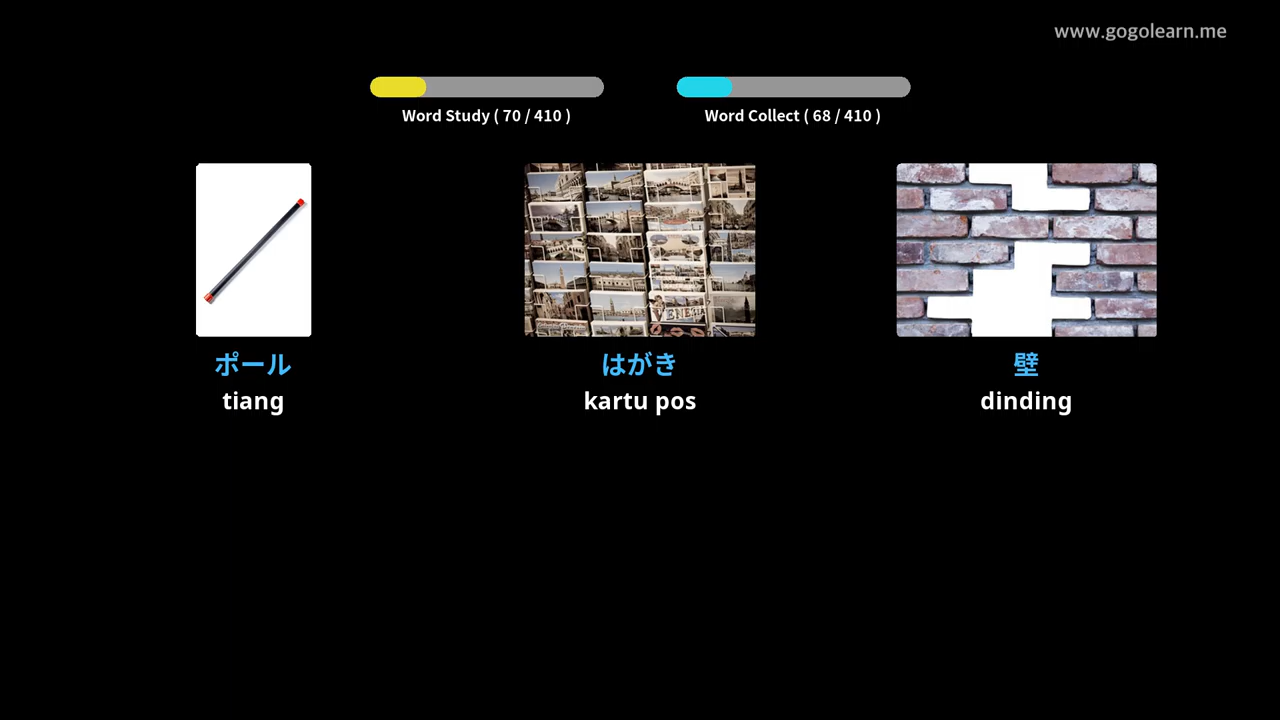 www.gogolearn.me
Word Study ( 70 / 410 )
Word Collect ( 68 / 410 )
VENEZIA
ポール
tiang
はがき
kartu pos
壁
dinding